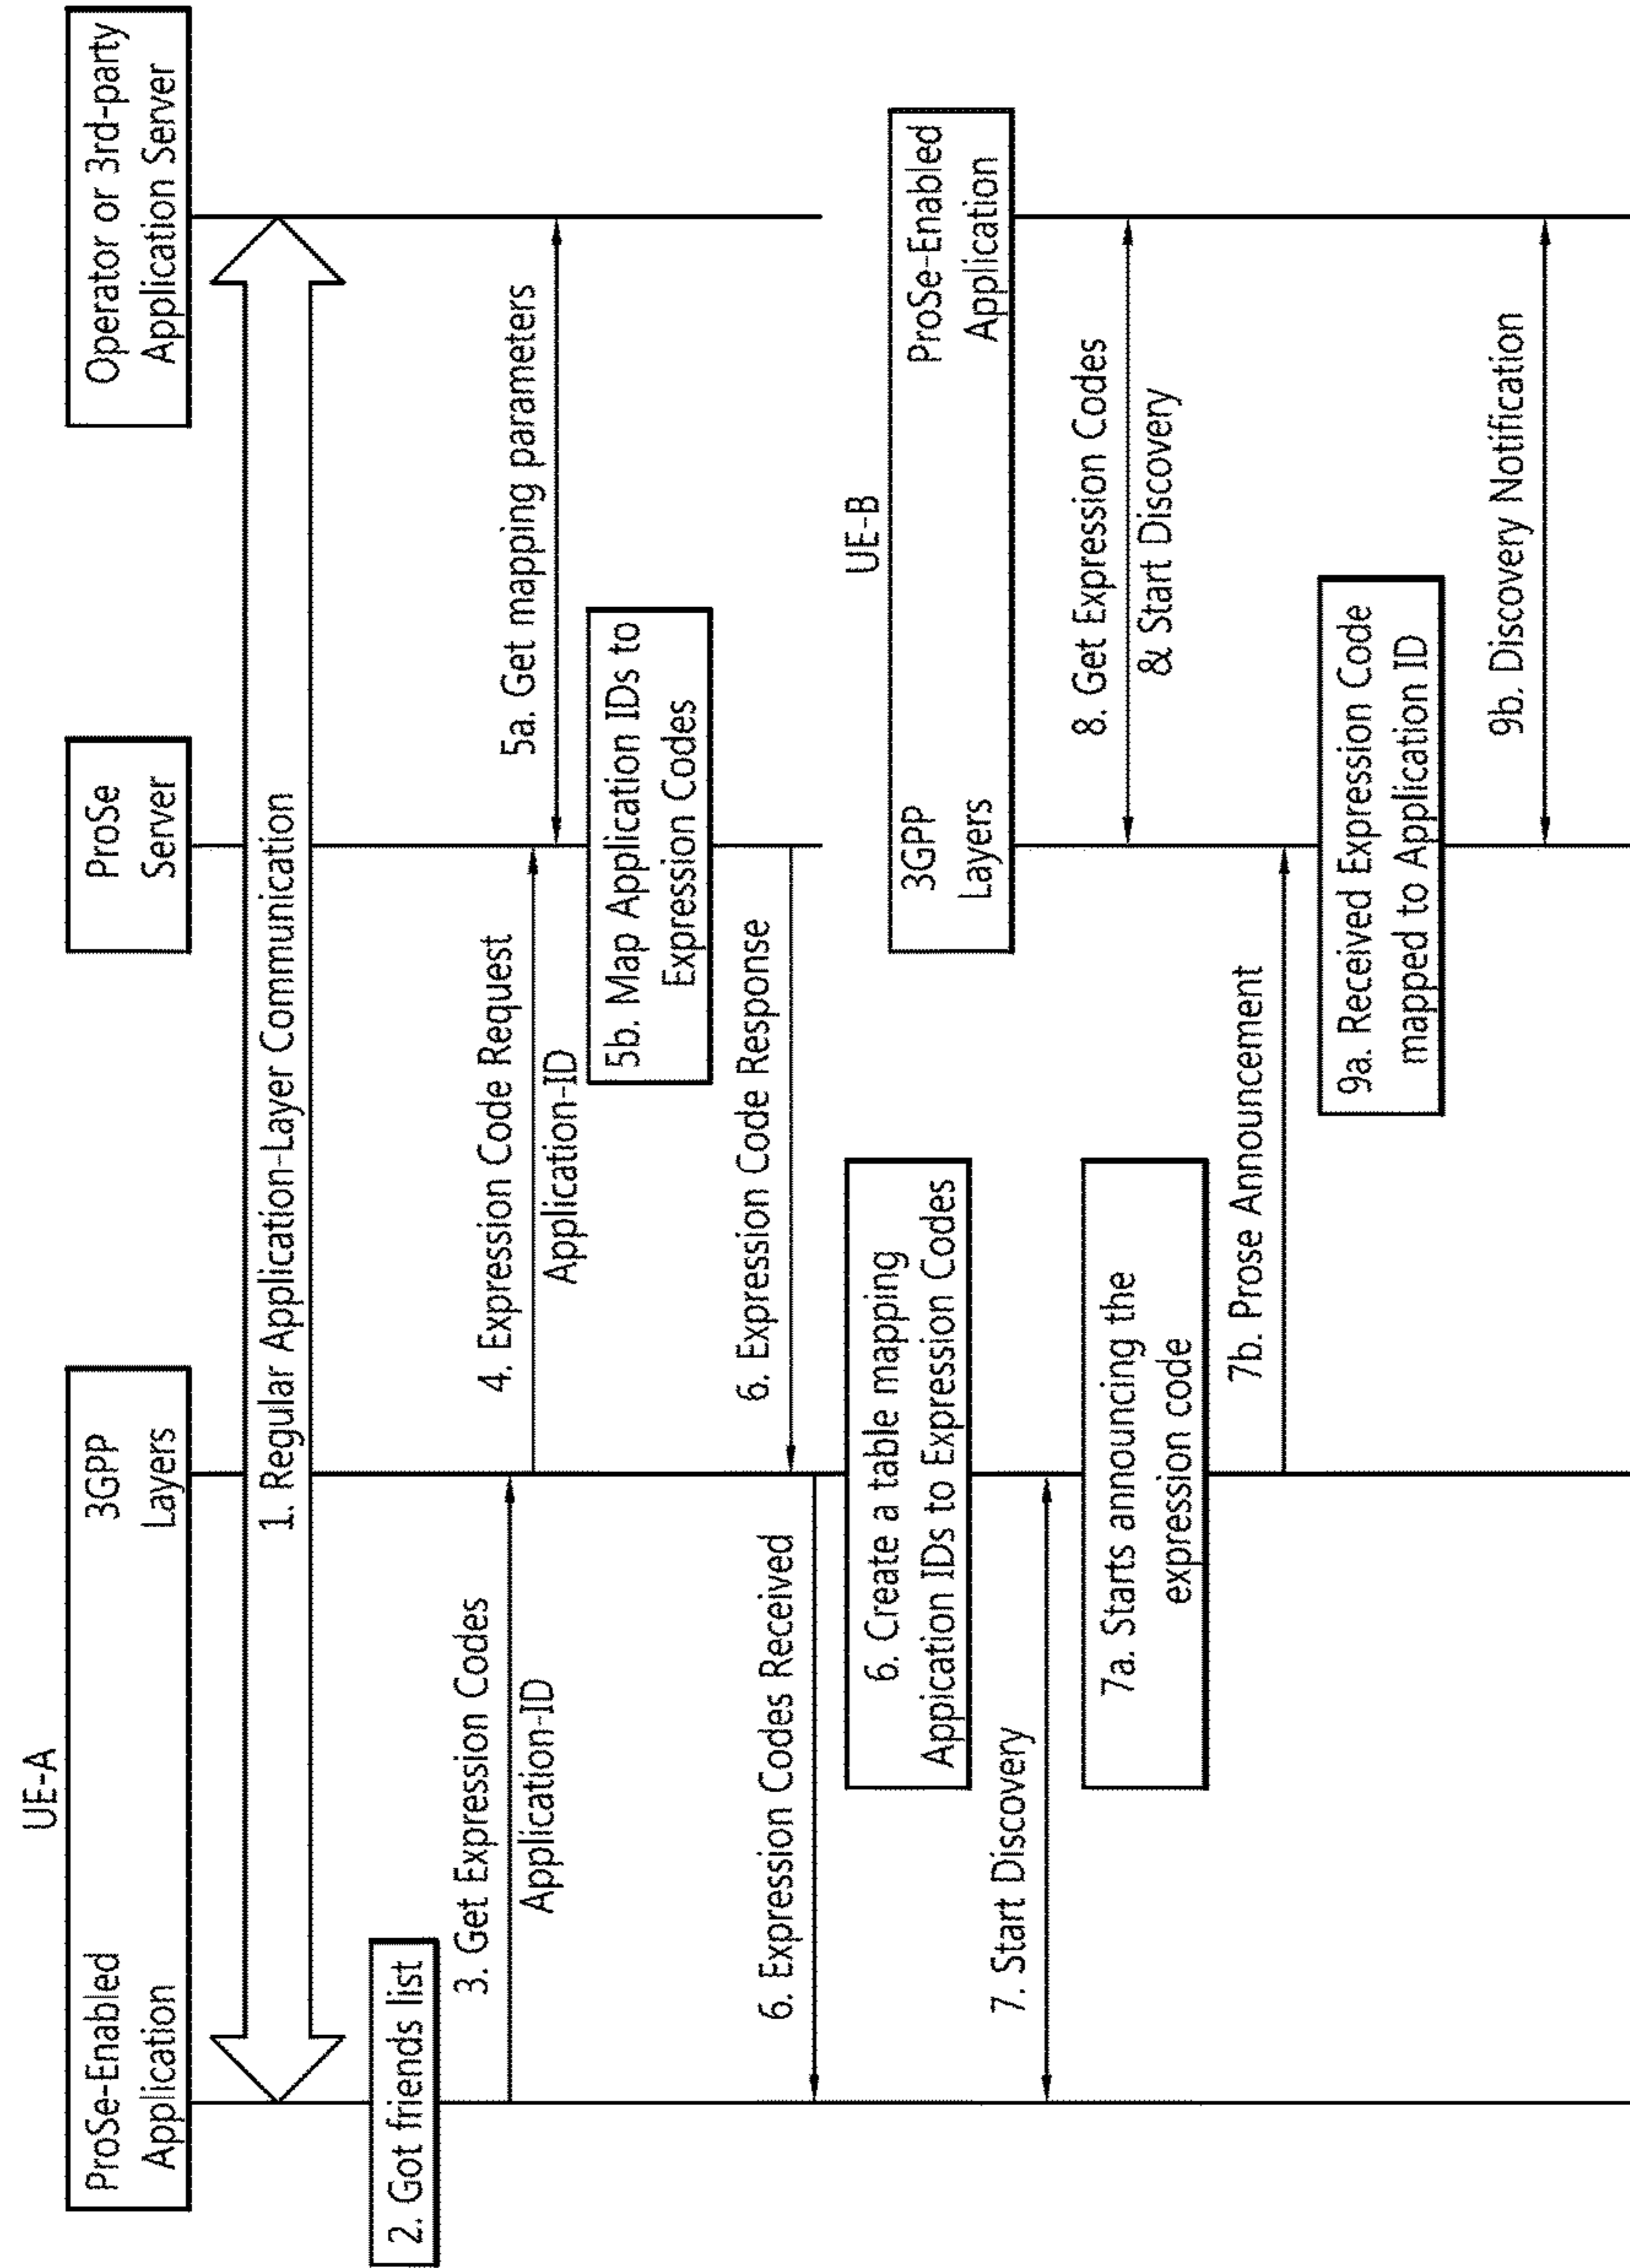 UE-A
ProSe-Enabled
Application
3GPP
Layers
ProSe
Server
Operator or 3rd-party
Application Server
1. Regular Application-Layer Communication
2. Got friends list
3. Get Expression Codes
Application-ID
4. Expression Code Request
Application-ID
5a. Get mapping parameters
5b. Map Application IDs to
Expression Codes
6. Expression Code Response
6. Expression Codes Received
6. Create a table mapping
Appication IDs to Expression Codes
UE-B
3GPP
Layers
ProSe-Enabled
Application
7. Start Discovery
7a. Starts announcing the
expression code
8. Get Expression Codes
& Start Discovery
7b. Prose Announcement
9a. Received Expression Code
mapped to Application ID
9b. Discovery Notification